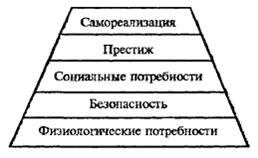 Самореализация
Престиж
Социальные потребности
Безопасность
Физиологические потребности